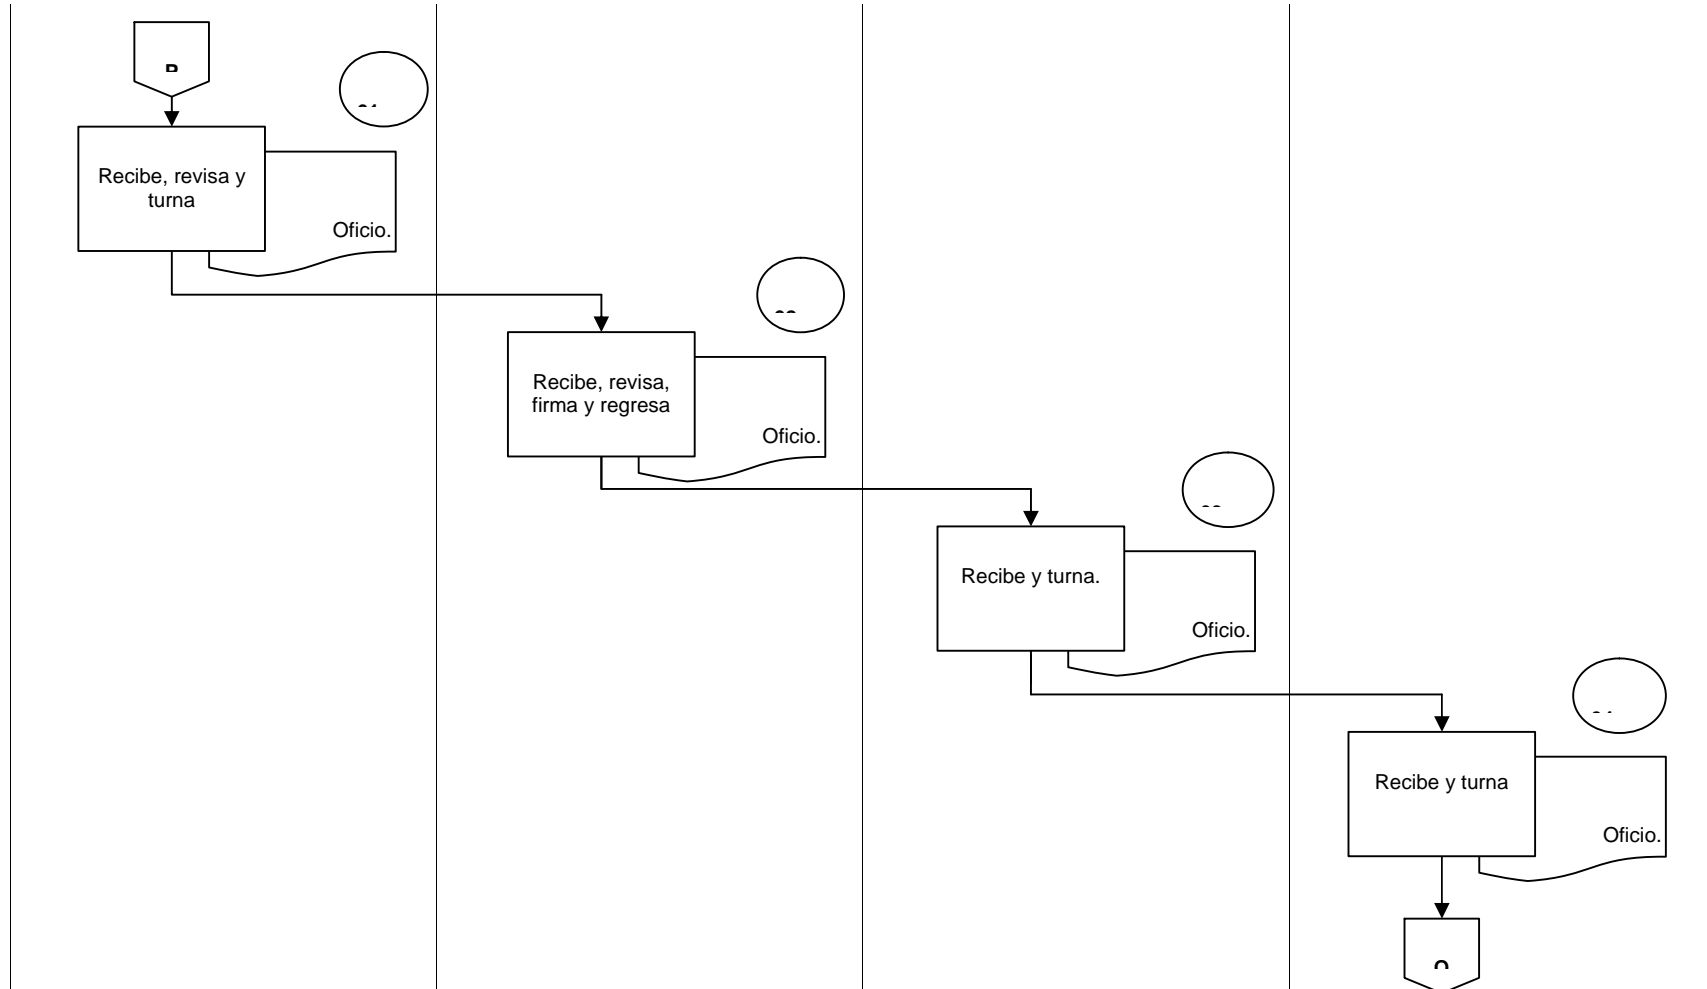 Recibe, revisa y
turna
Oficio.
Recibe, revisa,
firma y regresa
Oficio.
Recibe y turna.
Oficio.
Recibe y turna
Oficio.